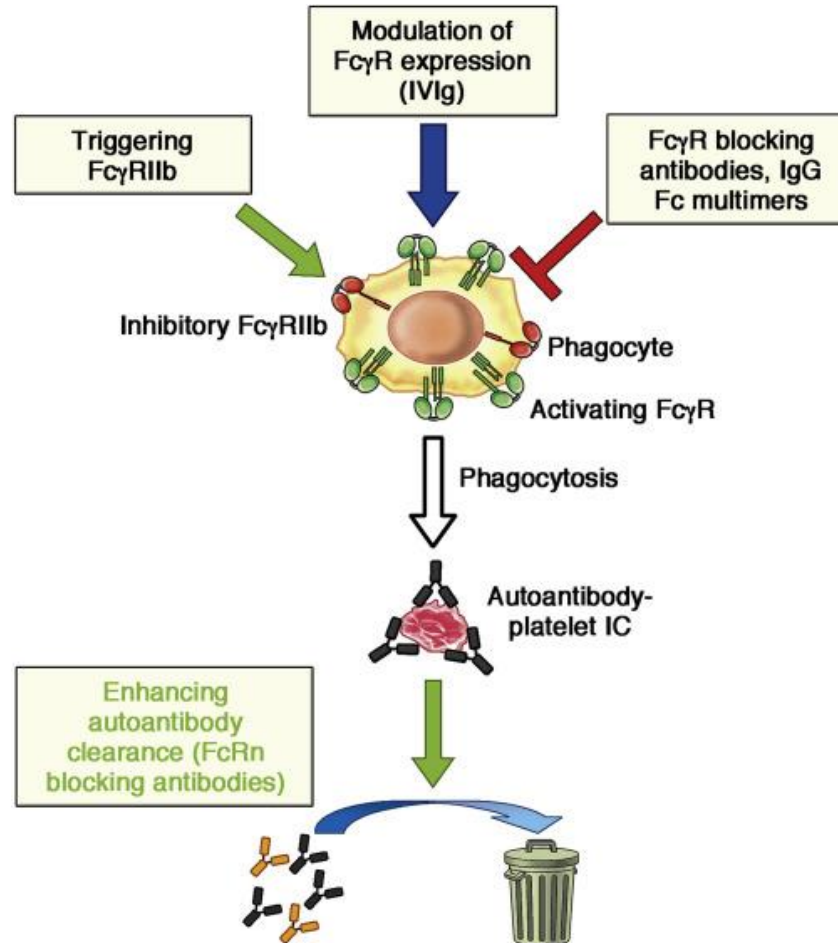 Modulation of
FcγR expression
(IVIg)
Triggering
FcγRIIb
FcγR blocking
antibodies, IgG
Fc multimers
Inhibitory FcγRIIb
Phagocyte
Activating FcγR
Phagocytosis
Autoantibody-
platelet IC
Enhancing
autoantibody
clearance (FcRn
blocking antibodies)